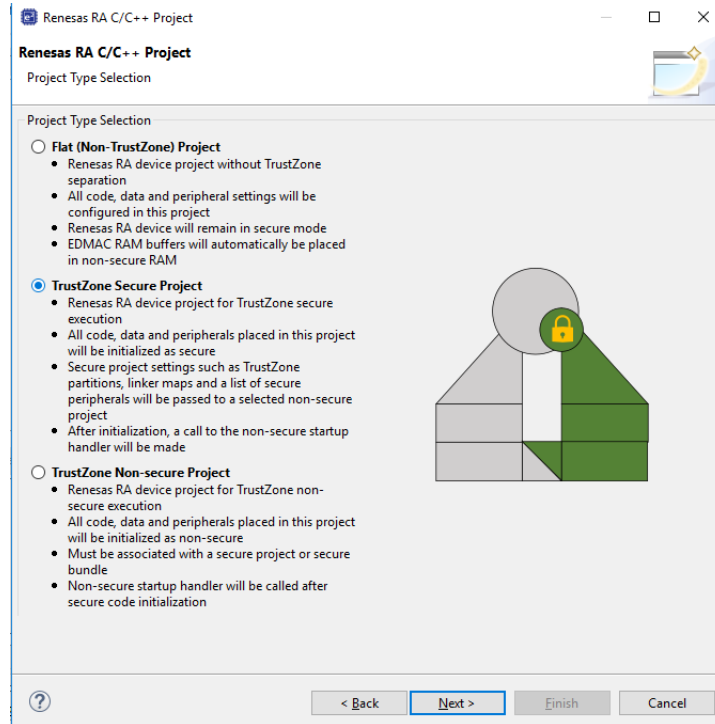 Renesas RA C/C++ Project
Renesas RA C/C++ Project
Project Type Selection
Project Type Selection
Flat (Non-TrustZone) Project
• Renesas RA device project without TrustZone
separation
• All code, data and peripheral settings will be
configured in this project
• Renesas RA device will remain in secure mode
• EDMAC RAM buffers will automatically be placed
in non-secure RAM
TrustZone Secure Project
• Renesas RA device project for TrustZone secure
execution
• All code, data and peripherals placed in this project
will be initialized as secure
• Secure project settings such as TrustZone
partitions, linker maps and a list of secure
peripherals will be passed to a selected non-secure
project
• After initialization, a call to the non-secure startup
handler will be made
TrustZone Non-secure Project
• Renesas RA device project for TrustZone non-
secure execution
• All code, data and peripherals placed in this project
will be initialized as non-secure
• Must be associated with a secure project or secure
bundle
• Non-secure startup handler will be called after
secure code initialization
? < Back Next > Finish Cancel